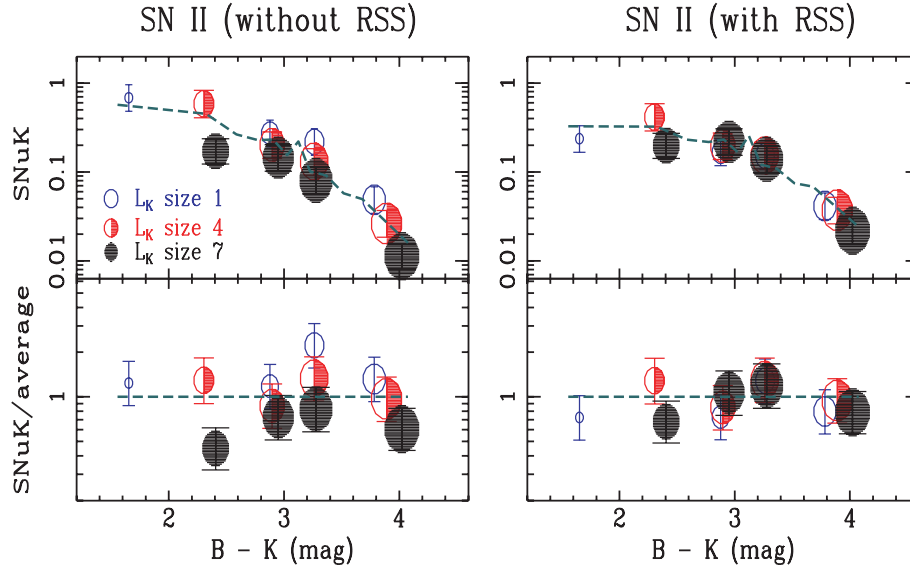 SN II (without RSS)
SN II (with RSS)
SNuK
1
0.1
0.01
L_K size 1
L_K size 4
L_K size 7
1
0.1
0.01
SNuK/average
1
1
2 3 4
2 3 4
B - K (mag)
B - K (mag)